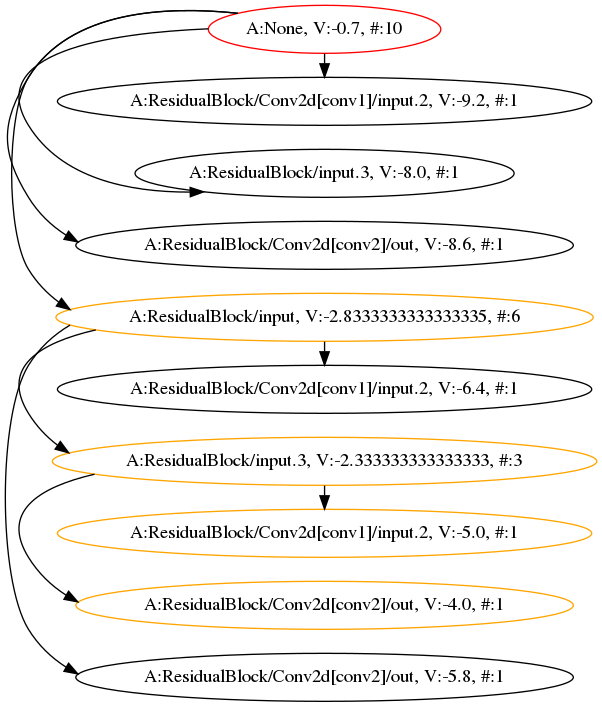 A:None, V:-0.7, #:10
A:ResidualBlock/Conv2d[conv1]/input.2, V:-9.2, #:1
A:ResidualBlock/input.3, V:-8.0, #:1
A:ResidualBlock/Conv2d[conv2]/out, V:-8.6, #:1
A:ResidualBlock/input, V:-2.8333333333333335, #:6
A:ResidualBlock/Conv2d[conv1]/input.2, V:-6.4, #:1
A:ResidualBlock/input.3, V:-2.333333333333333, #:3
A:ResidualBlock/Conv2d[conv1]/input.2, V:-5.0, #:1
A:ResidualBlock/Conv2d[conv2]/out, V:-4.0, #:1
A:ResidualBlock/Conv2d[conv2]/out, V:-5.8, #:1